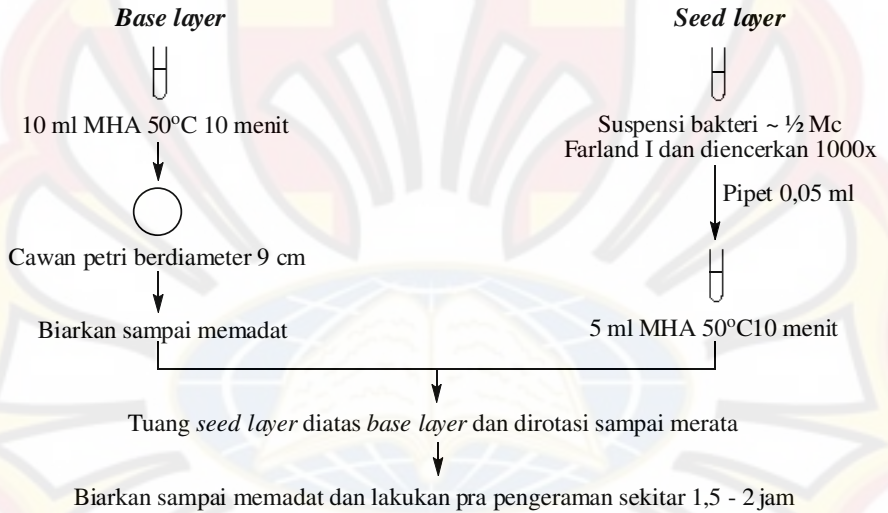 Base layer
10 ml MHA 50°C 10 menit
Cawan petri berdiameter 9 cm
Biarkan sampai memadat
Seed layer
Suspensi bakteri ~ ½ Mc
Farland I dan diencerkan 1000x
Pipet 0,05 ml
5 ml MHA 50°C10 menit
Tuang seed layer diatas base layer dan dirotasi sampai merata
Biarkan sampai memadat dan lakukan pra pengeraman sekitar 1,5 - 2 jam